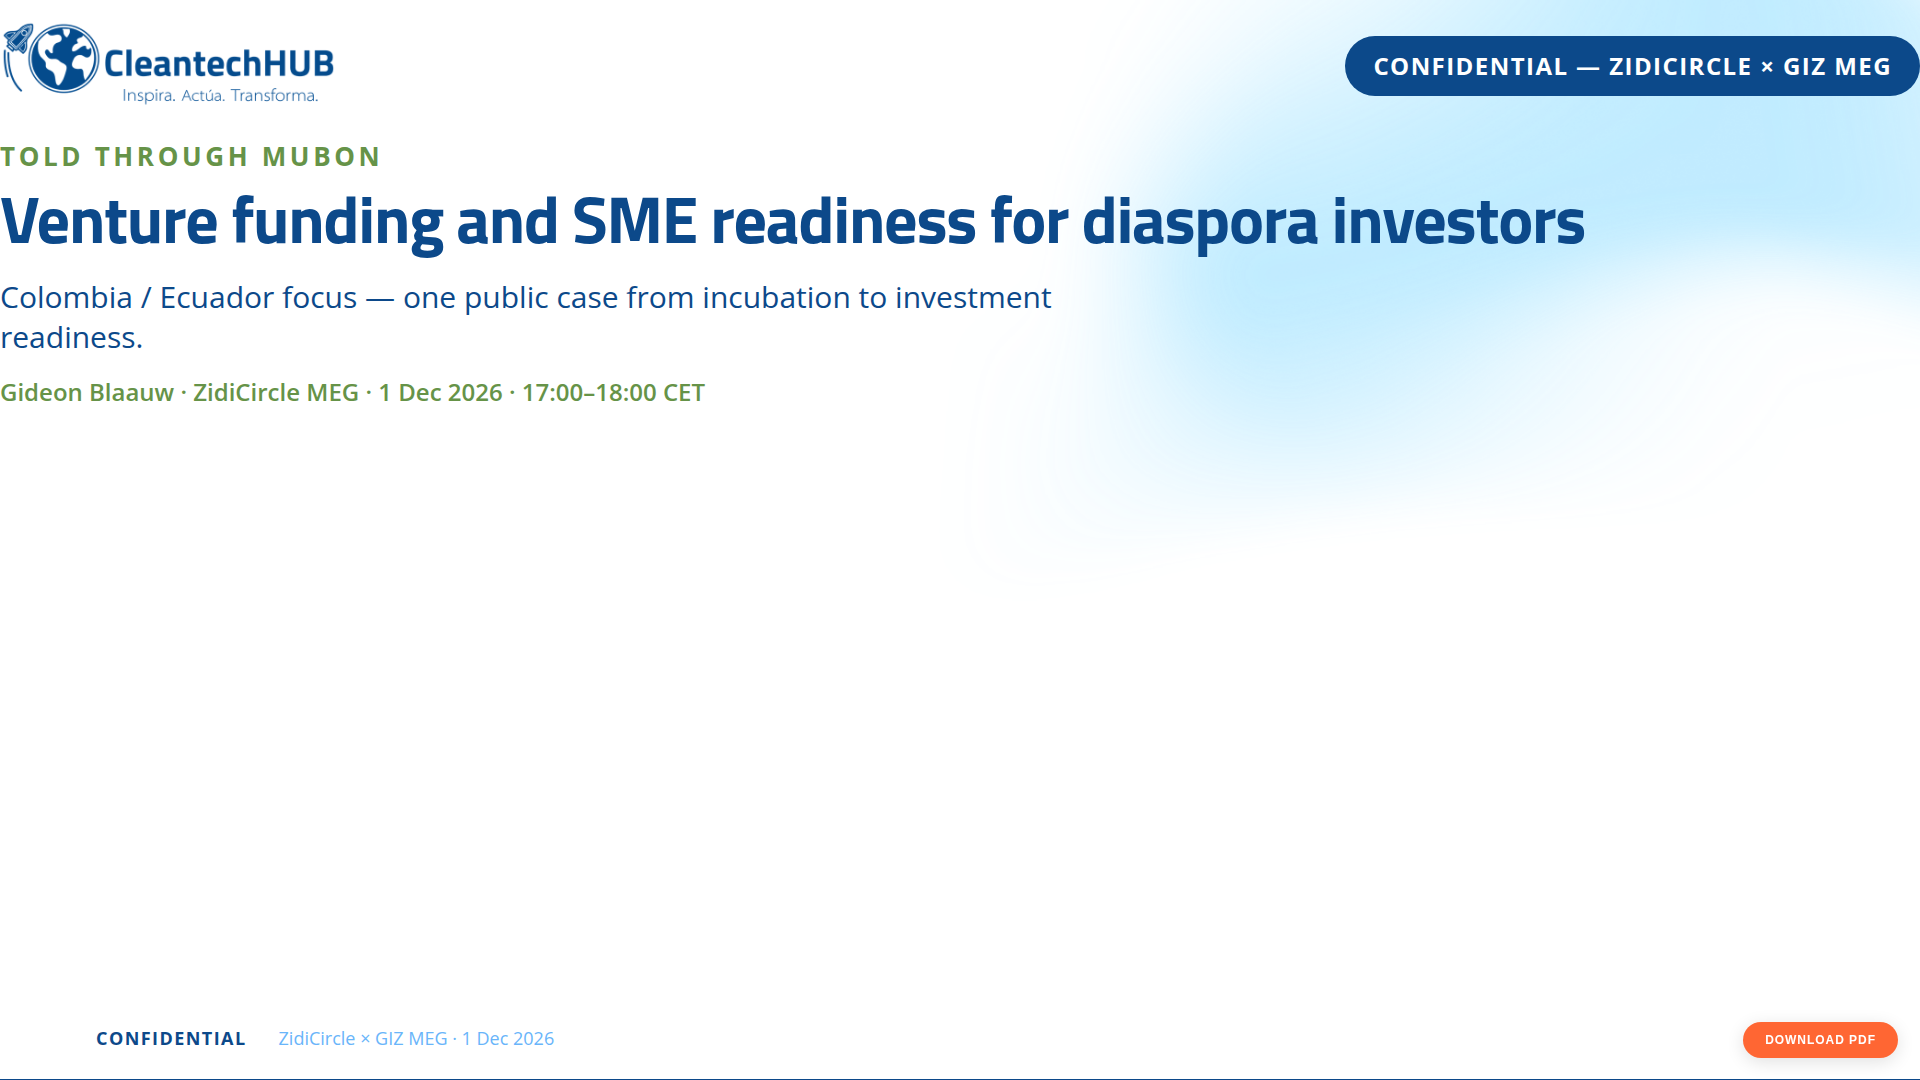 CleantechHUB
Inspira. Actúa. Transforma.
CONFIDENTIAL — ZIDICIRCLE × GIZ MEG
TOLD THROUGH MUBON
Venture funding and SME readiness for diaspora investors
Colombia / Ecuador focus — one public case from incubation to investment
readiness.
Gideon Blaauw · ZidiCircle MEG · 1 Dec 2026 · 17:00–18:00 CET
CONFIDENTIAL ZidiCircle × GIZ MEG · 1 Dec 2026
DOWNLOAD PDF